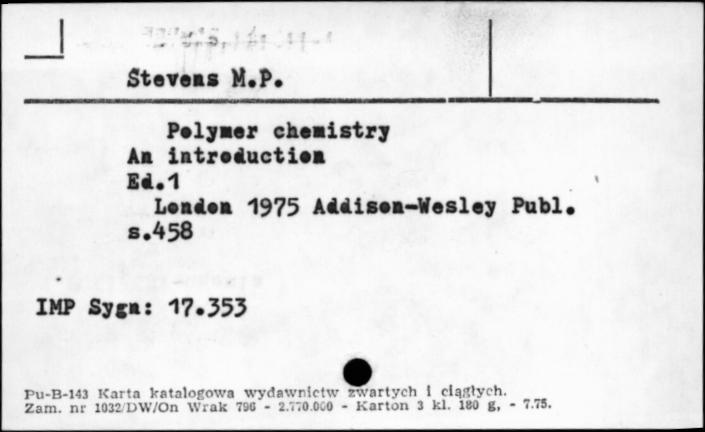 Stevens M.P.
Polymer chemistry
An introduction
Ed.1
London 1975 Addison-Wesley Publ.
s.458
IMP Sygn: 17.353
Pu-B-143 Karta katalogowa wydawnictw zwartych i ciągłych.
Zam. nr 1032/DW/On Wrak 796 - 2.770.000 - Karton 3 kl. 180 g, - 7.75.